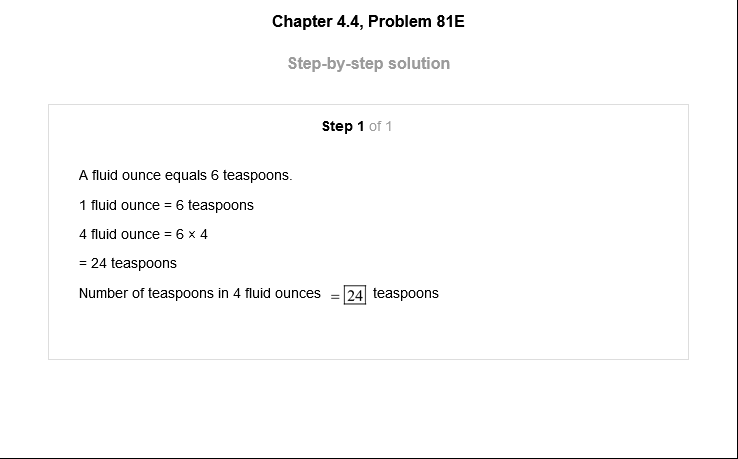 Chapter 4.4, Problem 81E
Step-by-step solution
Step 1 of 1
A fluid ounce equals 6 teaspoons.
1 fluid ounce = 6 teaspoons
4 fluid ounce = 6 × 4
= 24 teaspoons
Number of teaspoons in 4 fluid ounces = 24 teaspoons